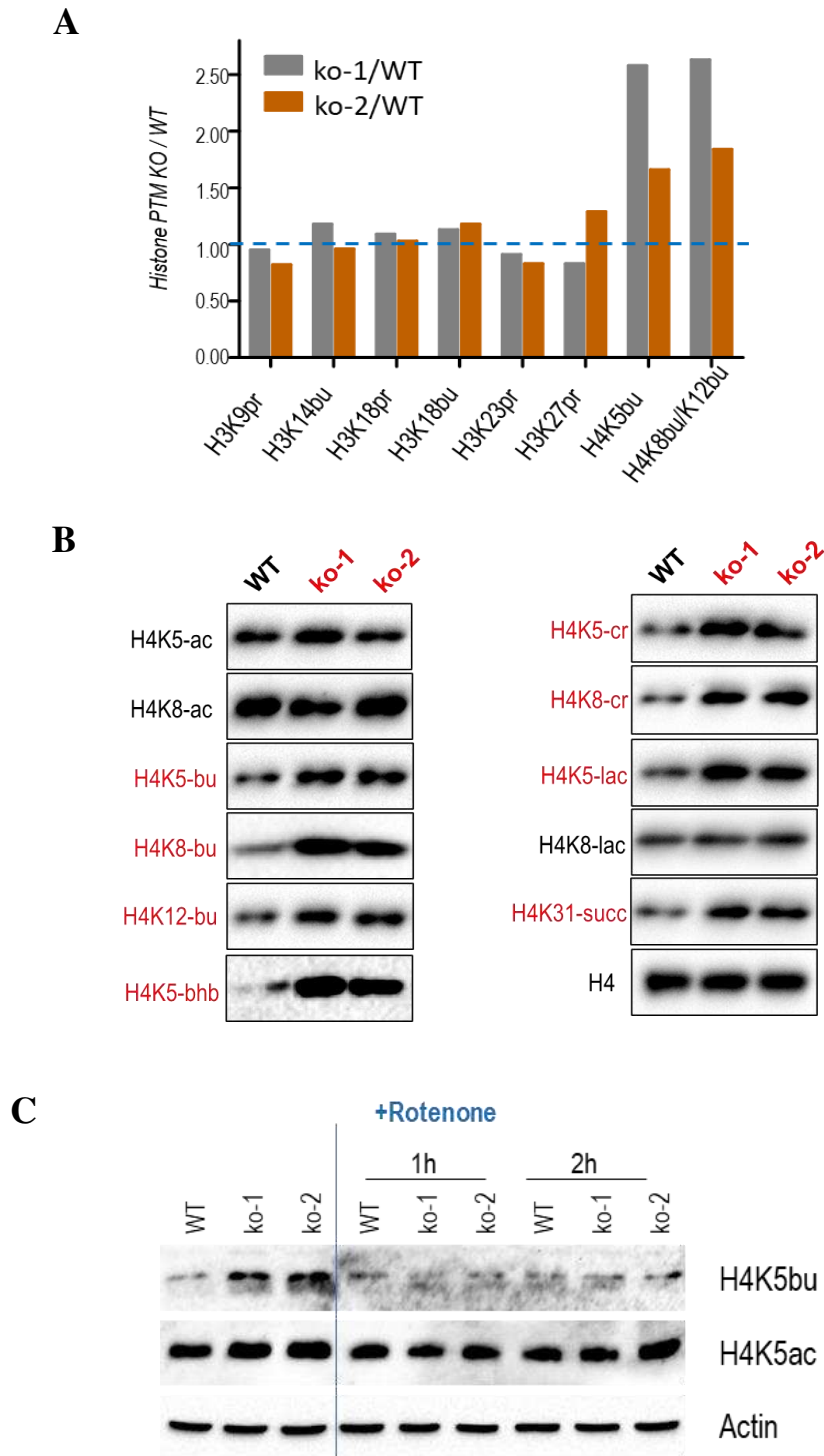 A
ko-1/WT
ko-2/WT
Histone PTM KO / WT
2.50
2.00
1.50
1.00
0.50
0.00
H3K9pr
H3K14bu
H3K18pr
H3K18bu
H3K23pr
H3K27pr
H4K5bu
H4K8bu/K12bu
B
WT ko-1 ko-2
H4K5-ac
H4K8-ac
H4K5-bu
H4K8-bu
H4K12-bu
H4K5-bhb
WT ko-1 ko-2
H4K5-cr
H4K8-cr
H4K5-lac
H4K8-lac
H4K31-succ
H4
C
+Rotenone
1h 2h
WT ko-1 ko-2 WT ko-1 ko-2 WT ko-1 ko-2
H4K5bu
H4K5ac
Actin